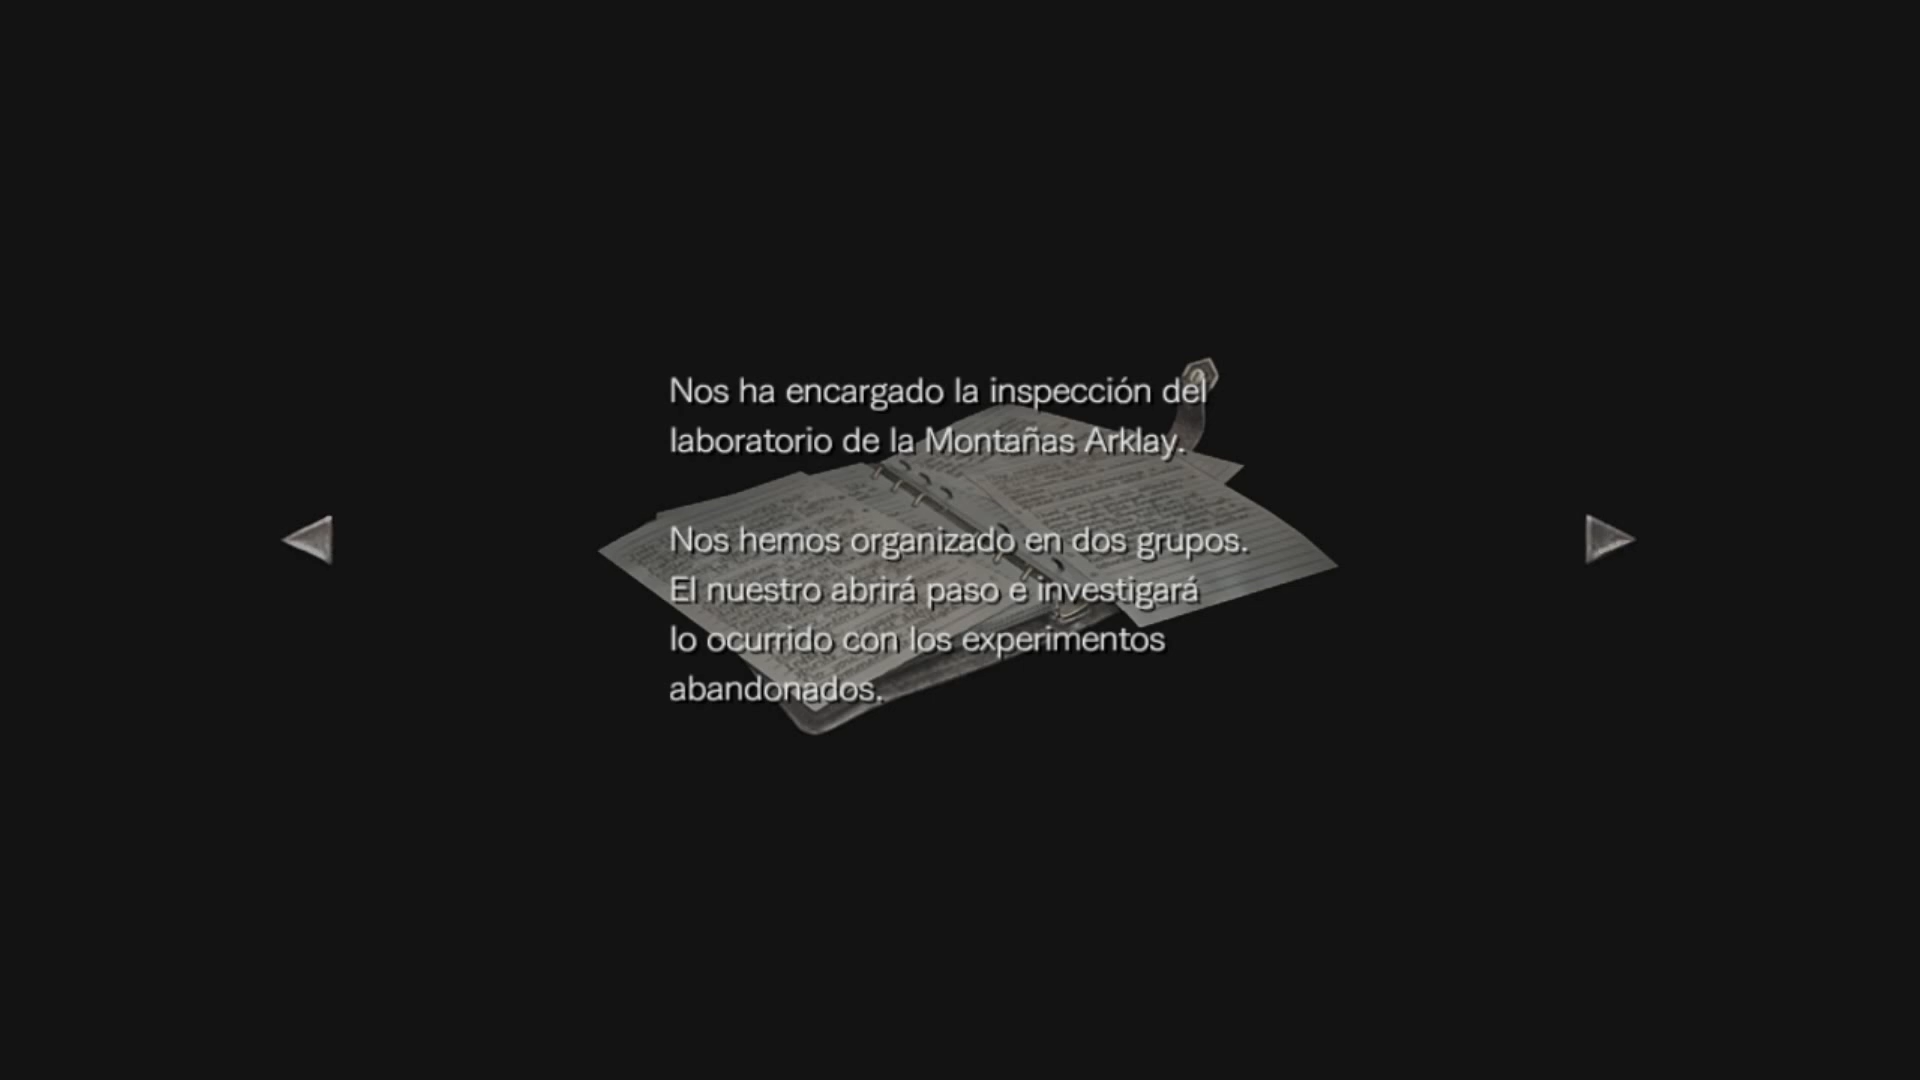 Nos ha encargado la inspección del
laboratorio de la Montañas Arklay.
Nos hemos organizado en dos grupos.
El nuestro abrirá paso e investigará
lo ocurrido con los experimentos
abandonados.